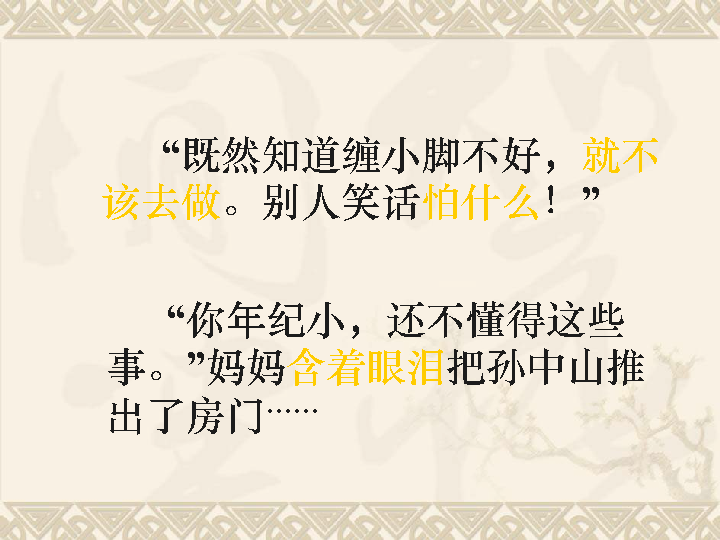 “既然知道缠小脚不好，就不
该去做。别人笑话怕什么！”
“你年纪小，还不懂得这些
事。”妈妈含着眼泪把孙中山推
出了房门……